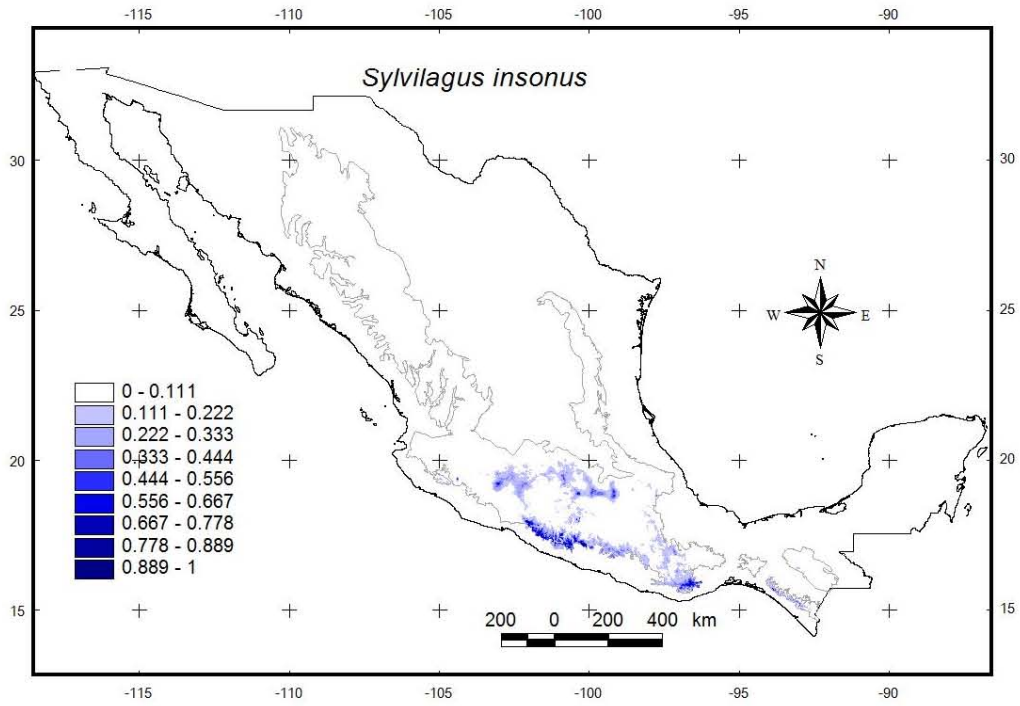 -115 -110 -105 -100 -95 -90
Sylvilagus insonus
30 30
N
25 W E 25
S
0 - 0.111
0.111 - 0.222
0.222 - 0.333
0.333 - 0.444
0.444 - 0.556
0.556 - 0.667
0.667 - 0.778
0.778 - 0.889
0.889 - 1
20 20
15 15
200 0 200 400 km
-115 -110 -105 -100 -95 -90